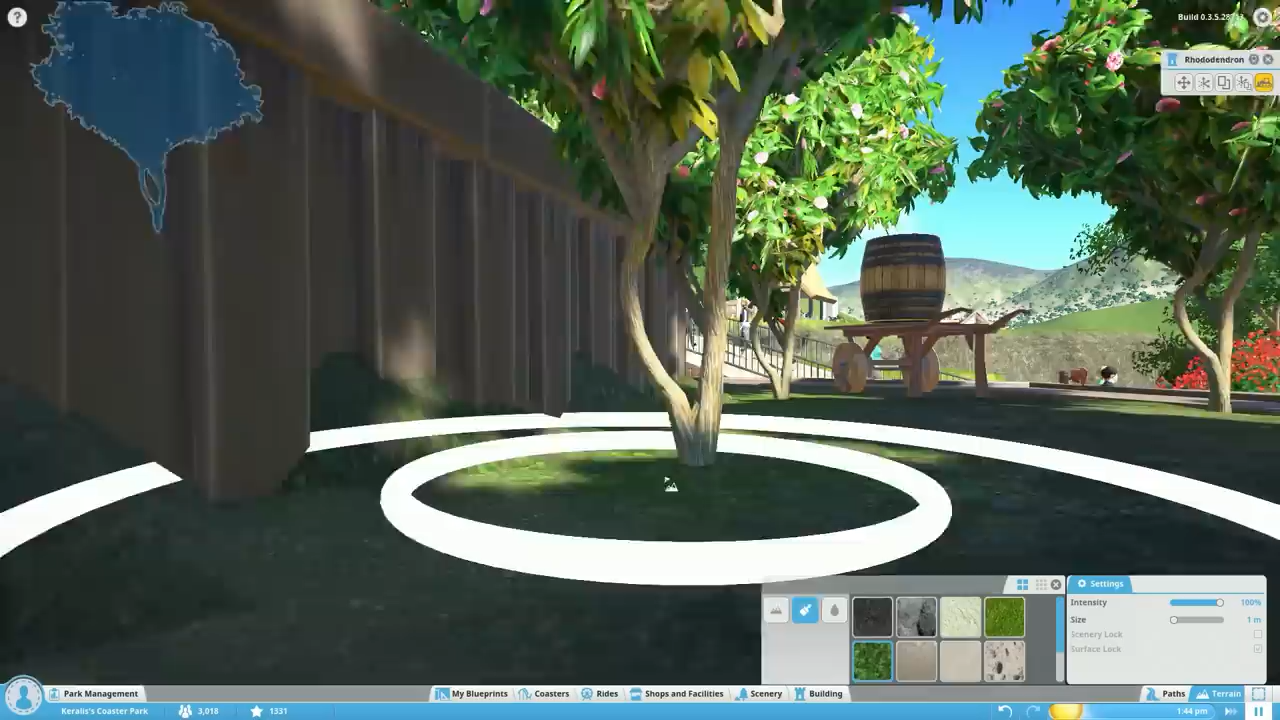 ?
Build 0.3.5.28
Rhododendron
Settings
Intensity 100%
Size 1 m
Scenery Lock
Surface Lock
Park Management
My Blueprints
Coasters
Rides
Shops and Facilities
Scenery
Building
Paths
Terrain
Keralis's Coaster Park
3,018
1331
1:44 pm